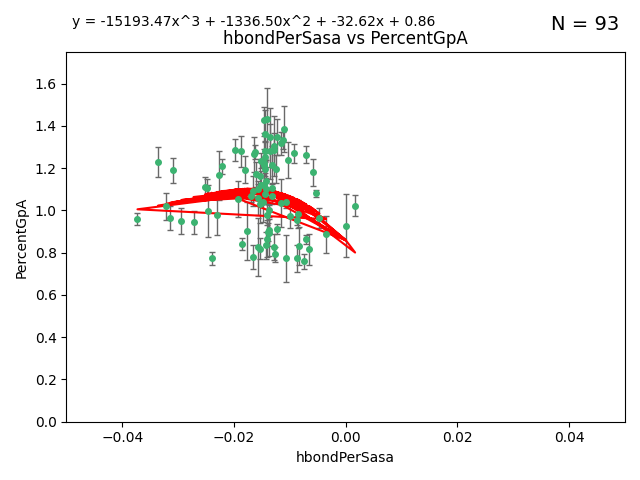 y = -15193.47x^3 + -1336.50x^2 + -32.62x + 0.86
N = 93
hbondPerSasa vs PercentGpA
PercentGpA
1.6
1.4
1.2
1.0
0.8
0.6
0.4
0.2
0.0
−0.04
−0.02
0.00
0.02
0.04
hbondPerSasa